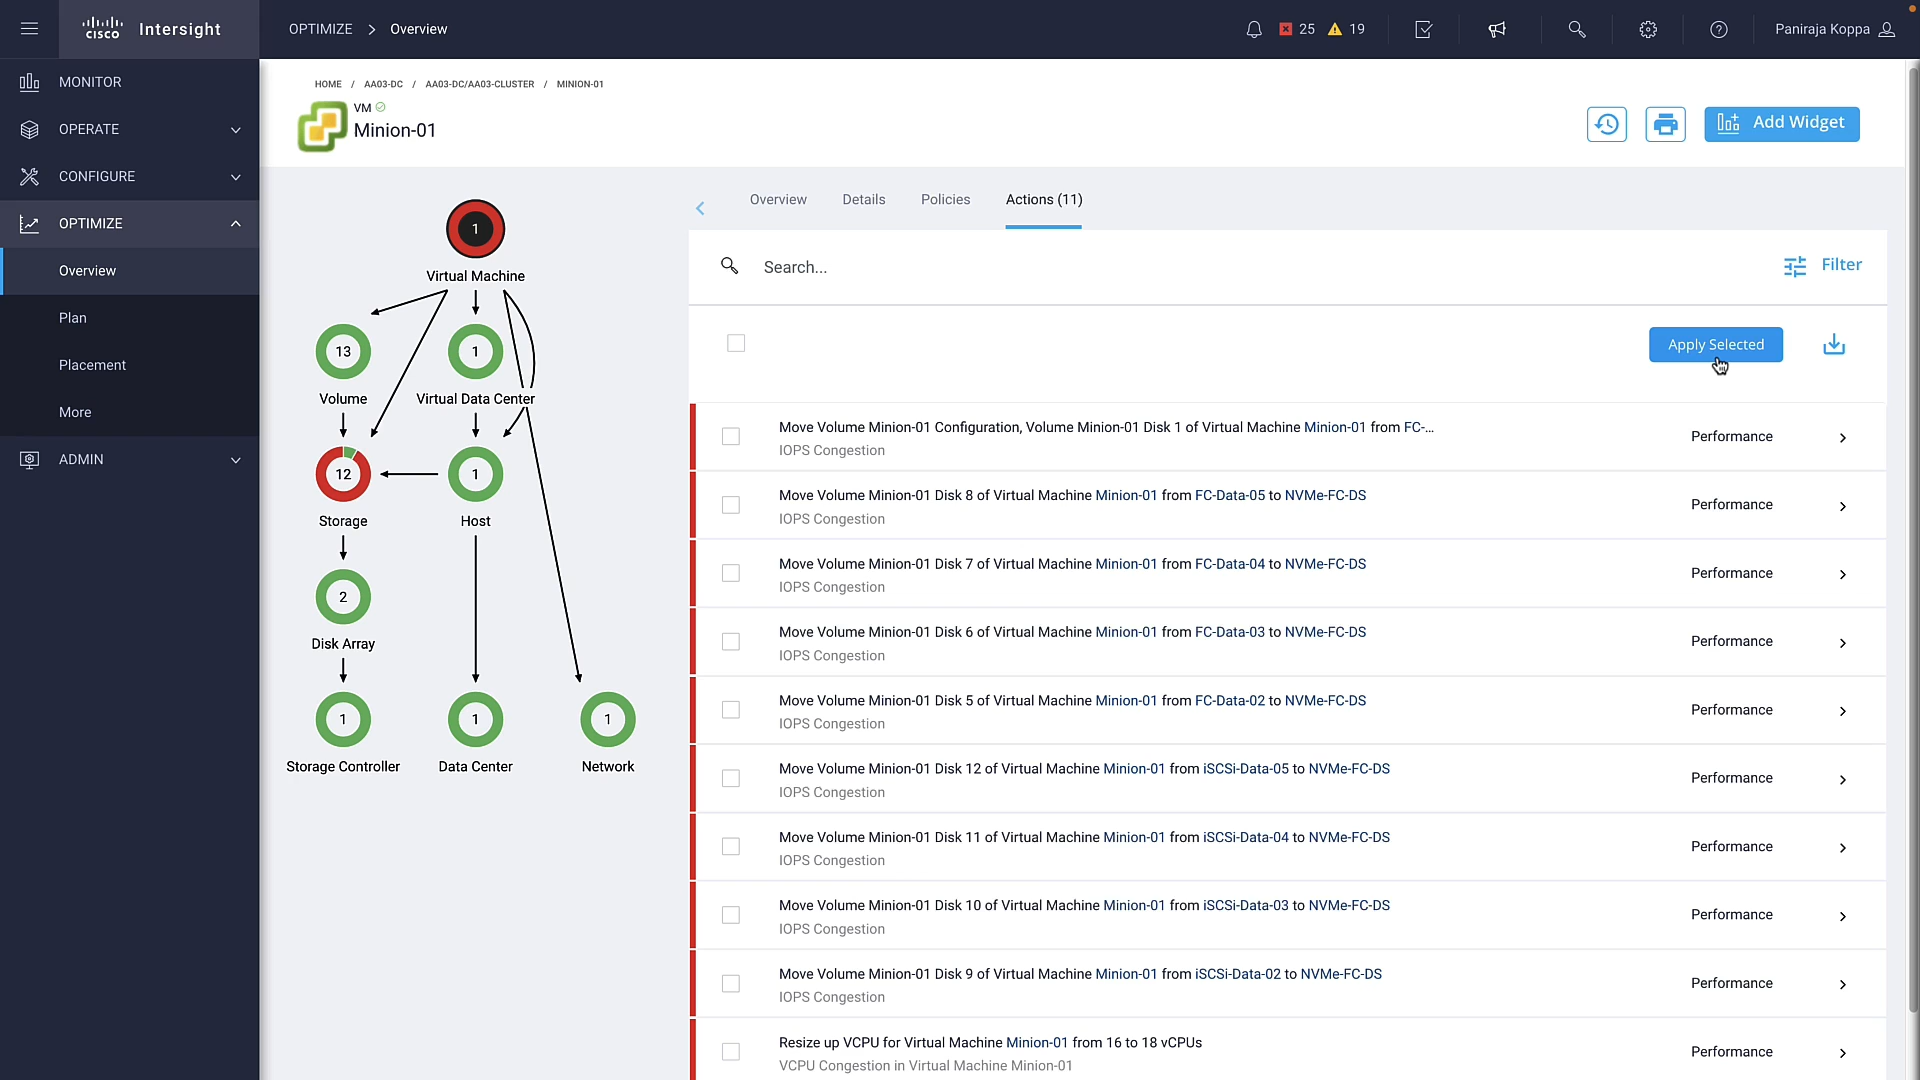 cisco
Intersight
OPTIMIZE > Overview
25
19
Paniraja Koppa
MONITOR
OPERATE
CONFIGURE
OPTIMIZE
Overview
Plan
Placement
More
ADMIN
HOME / AA03-DC / AA03-DC/AA03-CLUSTER / MINION-01
VM
Minion-01
Add Widget
1
Virtual Machine
13
1
Volume
Virtual Data Center
12
1
Storage
Host
2
Disk Array
1
1
1
Storage Controller
Data Center
Network
Overview
Details
Policies
Actions (11)
Search...
Filter
Apply Selected
Move Volume Minion-01 Configuration, Volume Minion-01 Disk 1 of Virtual Machine Minion-01 from FC-...
IOPS Congestion
Performance
Move Volume Minion-01 Disk 8 of Virtual Machine Minion-01 from FC-Data-05 to NVMe-FC-DS
IOPS Congestion
Performance
Move Volume Minion-01 Disk 7 of Virtual Machine Minion-01 from FC-Data-04 to NVMe-FC-DS
IOPS Congestion
Performance
Move Volume Minion-01 Disk 6 of Virtual Machine Minion-01 from FC-Data-03 to NVMe-FC-DS
IOPS Congestion
Performance
Move Volume Minion-01 Disk 5 of Virtual Machine Minion-01 from FC-Data-02 to NVMe-FC-DS
IOPS Congestion
Performance
Move Volume Minion-01 Disk 12 of Virtual Machine Minion-01 from iSCSi-Data-05 to NVMe-FC-DS
IOPS Congestion
Performance
Move Volume Minion-01 Disk 11 of Virtual Machine Minion-01 from iSCSi-Data-04 to NVMe-FC-DS
IOPS Congestion
Performance
Move Volume Minion-01 Disk 10 of Virtual Machine Minion-01 from iSCSi-Data-03 to NVMe-FC-DS
IOPS Congestion
Performance
Move Volume Minion-01 Disk 9 of Virtual Machine Minion-01 from iSCSi-Data-02 to NVMe-FC-DS
IOPS Congestion
Performance
Resize up VCPU for Virtual Machine Minion-01 from 16 to 18 vCPUs
VCPU Congestion in Virtual Machine Minion-01
Performance